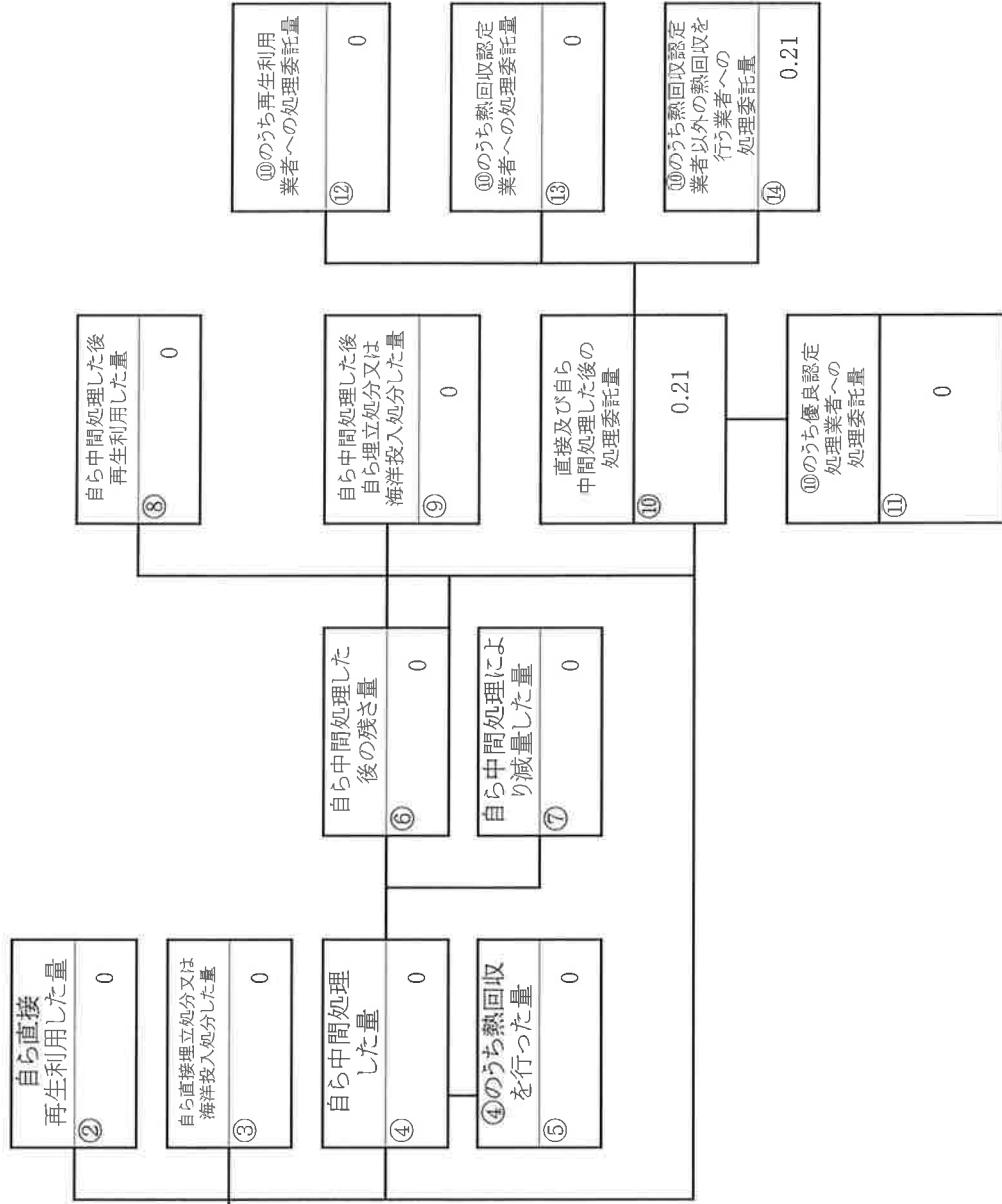 自ら直接
再生利用した量
②
0
自ら直接埋立処分又は
海洋投入処分した量
③
0
自ら中間処理
した量
④
0
④のうち熱回収
を行った量
⑤
0
自ら中間処理した
後の残さ量
⑥
0
自ら中間処理によ
り減量した量
⑦
0
自ら中間処理した後
再生利用した量
⑧
0
自ら中間処理した後
自ら埋立処分又は
海洋投入処分した量
⑨
0
直接及び自ら
中間処理した後の
処理委託量
⑩
0.21
⑩のうち優良認定
処理業者への
処理委託量
⑪
0
⑩のうち再生利用
業者への処理委託量
⑫
0
⑩のうち熱回収認定
業者への処理委託量
⑬
0
⑩のうち熱回収認定
業者以外の熱回収を
行う業者への
処理委託量
⑭
0.21